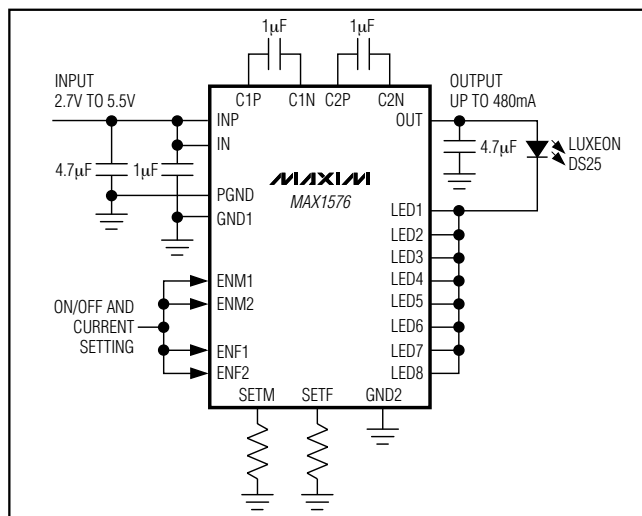 1µF 1µF
INPUT
2.7V TO 5.5V
OUTPUT
UP TO 480mA
C1P C1N C2P C2N
INP
IN
OUT
4.7µF
1µF
4.7µF
LUXEON
DS25
PGND
GND1
MAXIM
MAX1576
LED1
LED2
LED3
LED4
LED5
LED6
LED7
LED8
ENM1
ENM2
ON/OFF AND
CURRENT
SETTING
ENF1
ENF2
SETM SETF GND2